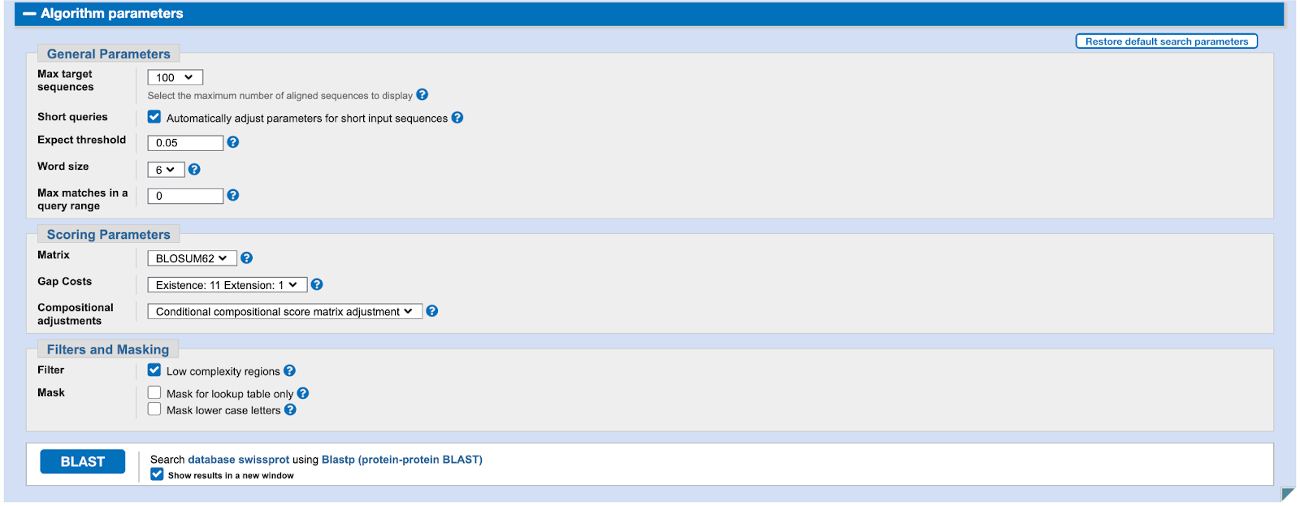 Algorithm parameters
Restore default search parameters
General Parameters
Max target
sequences
100
Select the maximum number of aligned sequences to display ?
Short queries
Automatically adjust parameters for short input sequences ?
Expect threshold
0.05 ?
Word size
6 ?
Max matches in a
query range
0 ?
Scoring Parameters
Matrix
BLOSUM62 ?
Gap Costs
Existence: 11 Extension: 1 ?
Compositional
adjustments
Conditional compositional score matrix adjustment ?
Filters and Masking
Filter
Low complexity regions ?
Mask
Mask for lookup table only ?
Mask lower case letters ?
BLAST
Search database swissprot using Blastp (protein-protein BLAST)
Show results in a new window